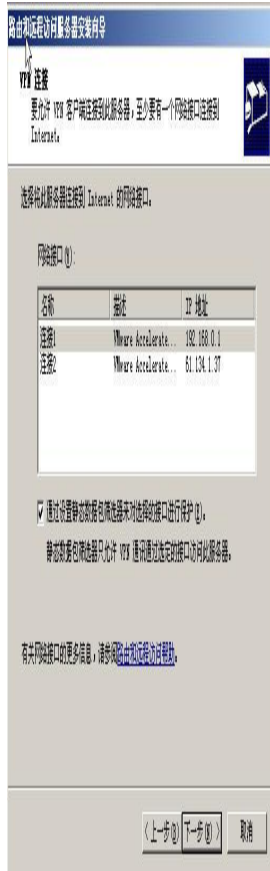 路由和远程访问服务器安装向导
VPN 连接
要允许 VPN 客户端连接到此服务器，至少要有一个网络接口连接到
Internet。
选择将此服务器连接到 Internet 的网络接口。
网络接口(W):
名称 描述 IP 地址
连接1 VMware Accelerate... 192.168.0.1
连接2 VMware Accelerate... 61.134.1.37
通过设置静态数据包筛选器来对选择的接口进行保护(E)。
静态数据包筛选器只允许 VPN 通讯通过选定的接口访问此服务器。
有关网络接口的更多信息，请参阅路由和远程访问帮助。
<上一步(B) 下一步(N)> 取消